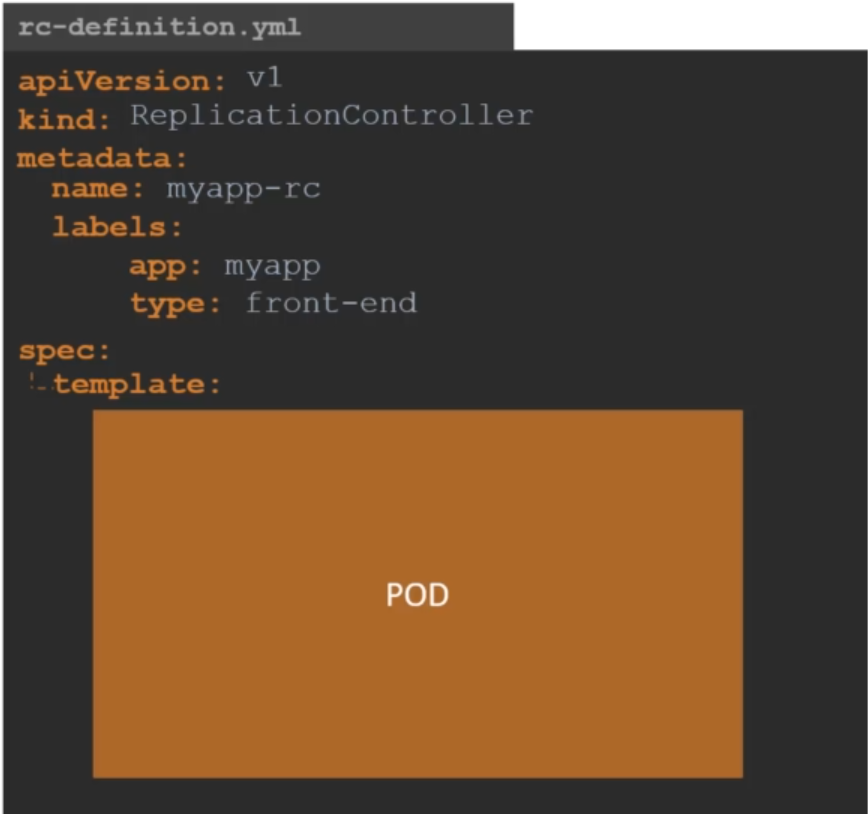 rc-definition.yml
apiVersion: v1
kind: ReplicationController
metadata:
  name: myapp-rc
  labels:
      app: myapp
      type: front-end
spec:
  template:
POD